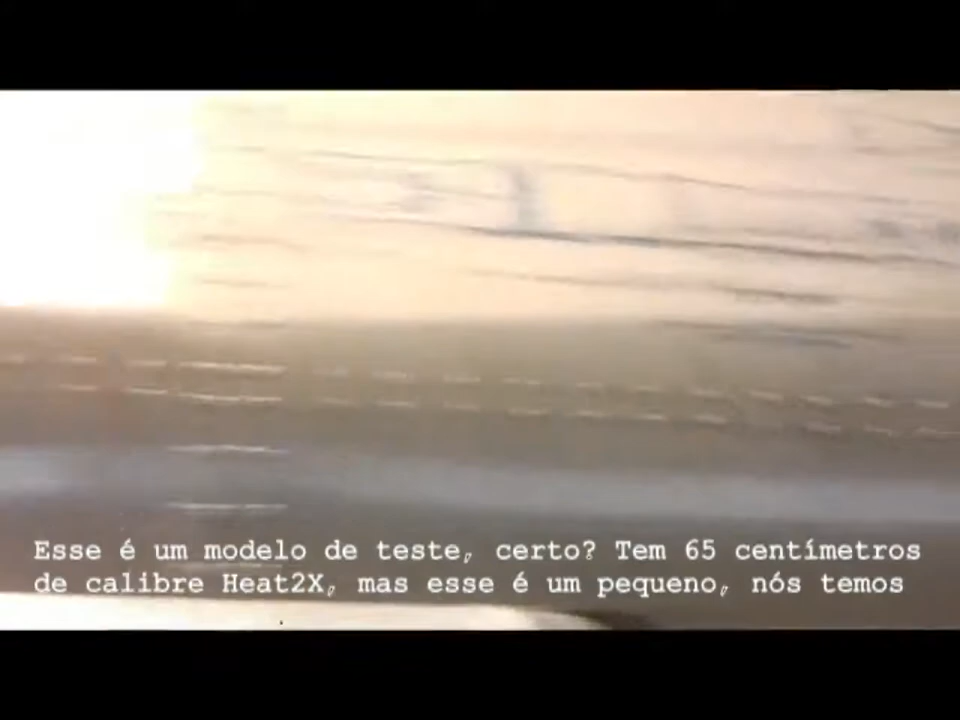 Esse é um modelo de teste, certo? Tem 65 centímetros
de calibre Heat2X, mas esse é um pequeno, nós temos